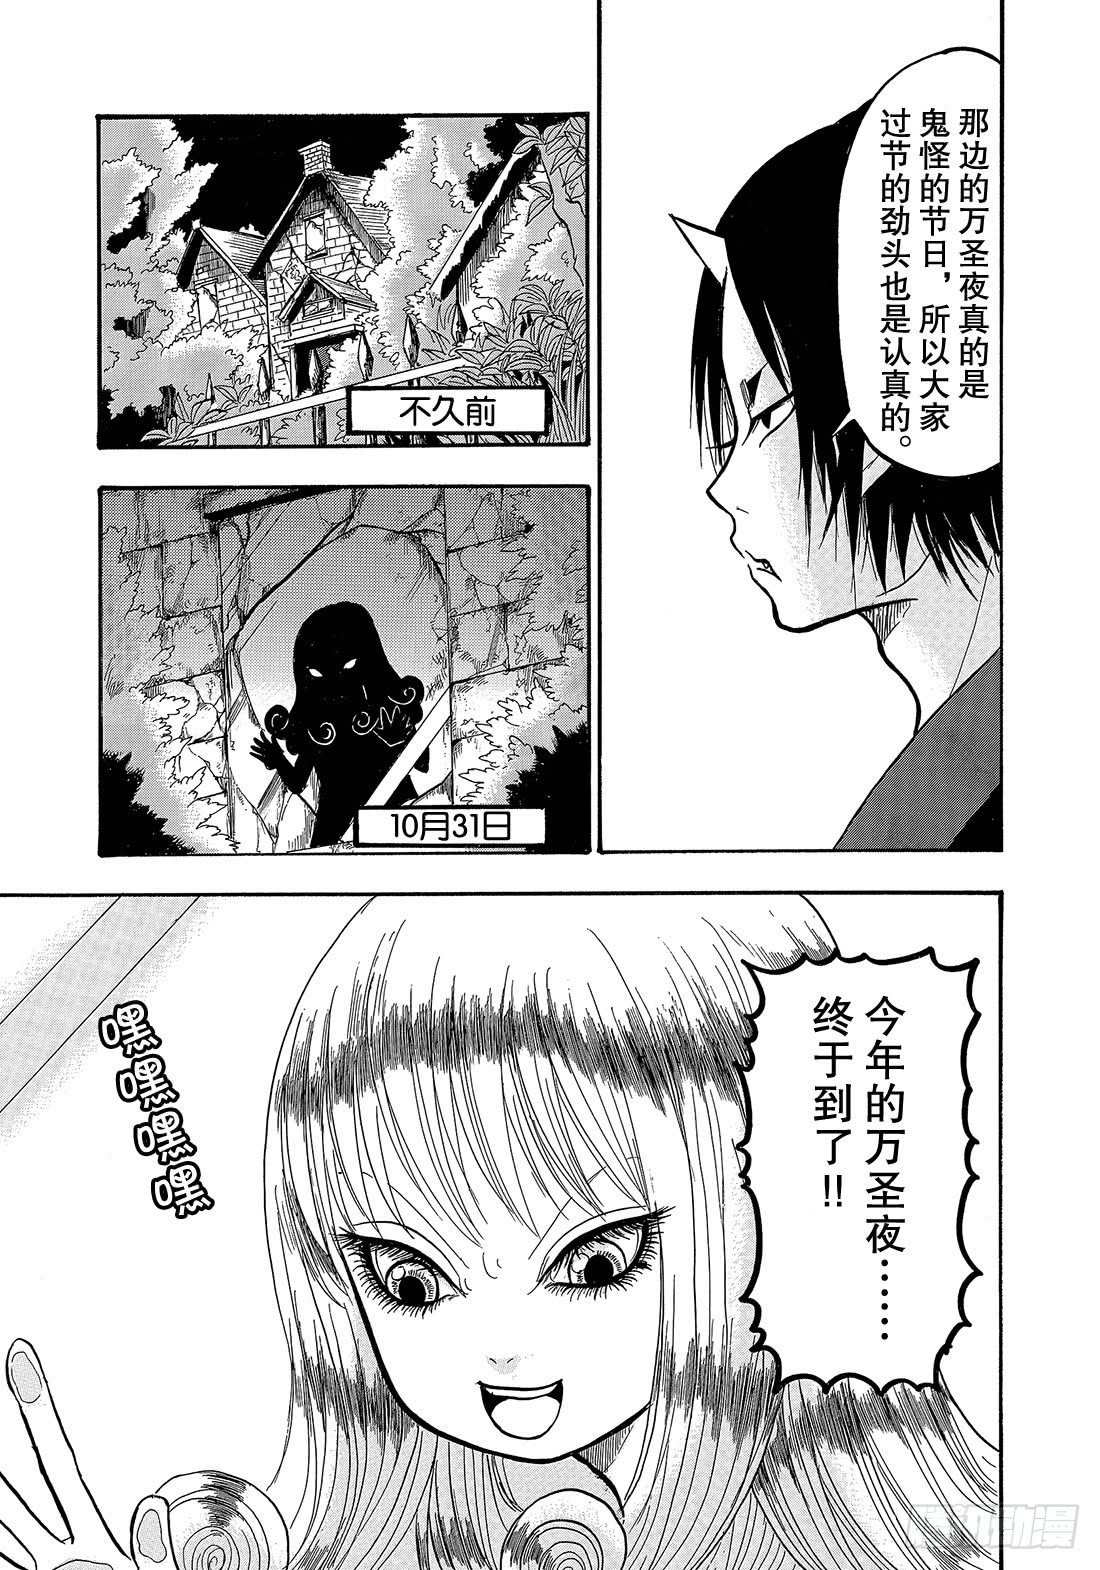 那边的万圣夜真的是
鬼怪的节日，所以大家
过节的劲头也是认真的。
不久前
10月31日
今年的万圣夜……
终于到了!!
嘿嘿嘿嘿